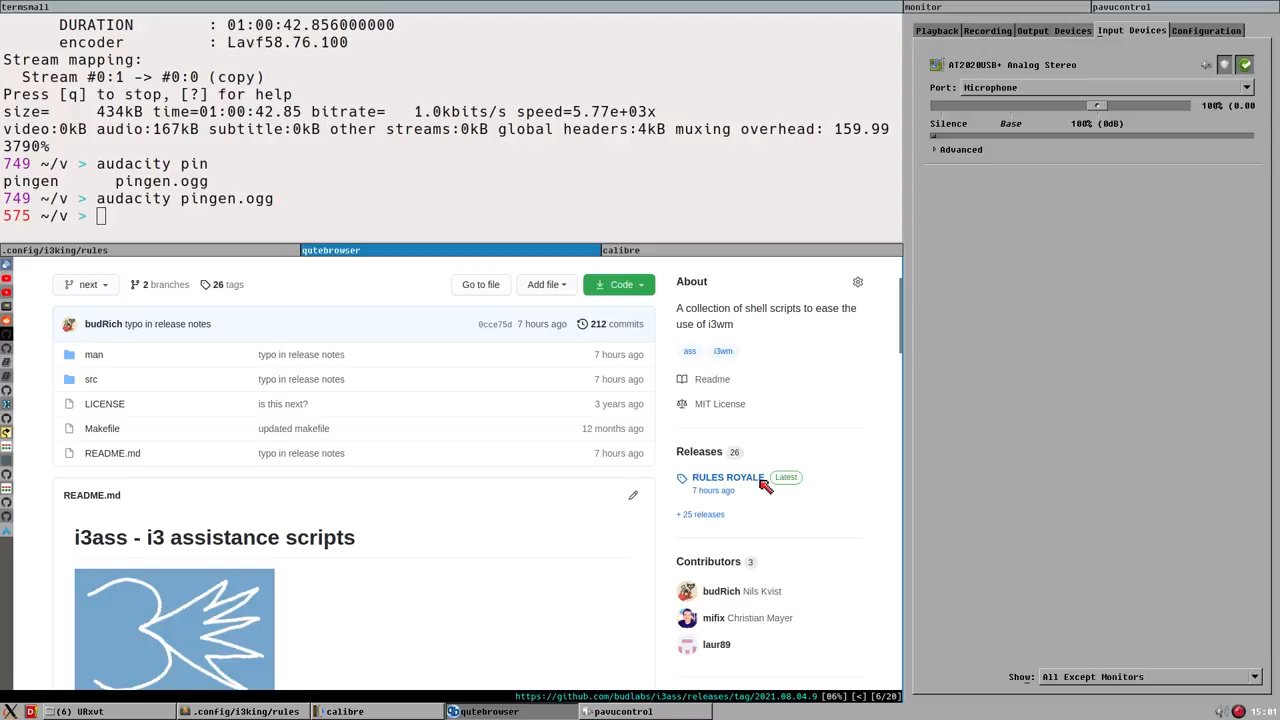 termsmall
monitor
pavucontrol
DURATION        : 01:00:42.856000000
encoder         : Lavf58.76.100
Stream mapping:
Stream #0:1 -> #0:0 (copy)
Press [q] to stop, [?] for help
size=     434kB time=01:00:42.85 bitrate=   1.0kbits/s speed=5.77e+03x
video:0kB audio:167kB subtitle:0kB other streams:0kB global headers:4kB muxing overhead: 159.99
3790%
749 ~/v > audacity pin
pingen      pingen.ogg
749 ~/v > audacity pingen.ogg
575 ~/v >
.config/i3king/rules
qutebrowser
calibre
next
2 branches
26 tags
Go to file
Add file
Code
budRich typo in release notes
0cce75d 7 hours ago
212 commits
man typo in release notes 7 hours ago
src typo in release notes 7 hours ago
LICENSE is this next? 3 years ago
Makefile updated makefile 12 months ago
README.md typo in release notes 7 hours ago
README.md
i3ass - i3 assistance scripts
About
A collection of shell scripts to ease the
use of i3wm
ass i3wm
Readme
MIT License
Releases 26
RULES ROYALE Latest
7 hours ago
+ 25 releases
Contributors 3
budRich Nils Kvist
mifix Christian Mayer
laur89
https://github.com/budlabs/i3ass/releases/tag/2021.08.04.9 [06%] [<] [6/20]
Playback Recording Output Devices Input Devices Configuration
AT2020USB+ Analog Stereo
Port: Microphone
100% (0.00
Silence Base 100% (0dB)
Advanced
Show: All Except Monitors
(6) URxvt
.config/i3king/rules
calibre
qutebrowser
pavucontrol
15:01